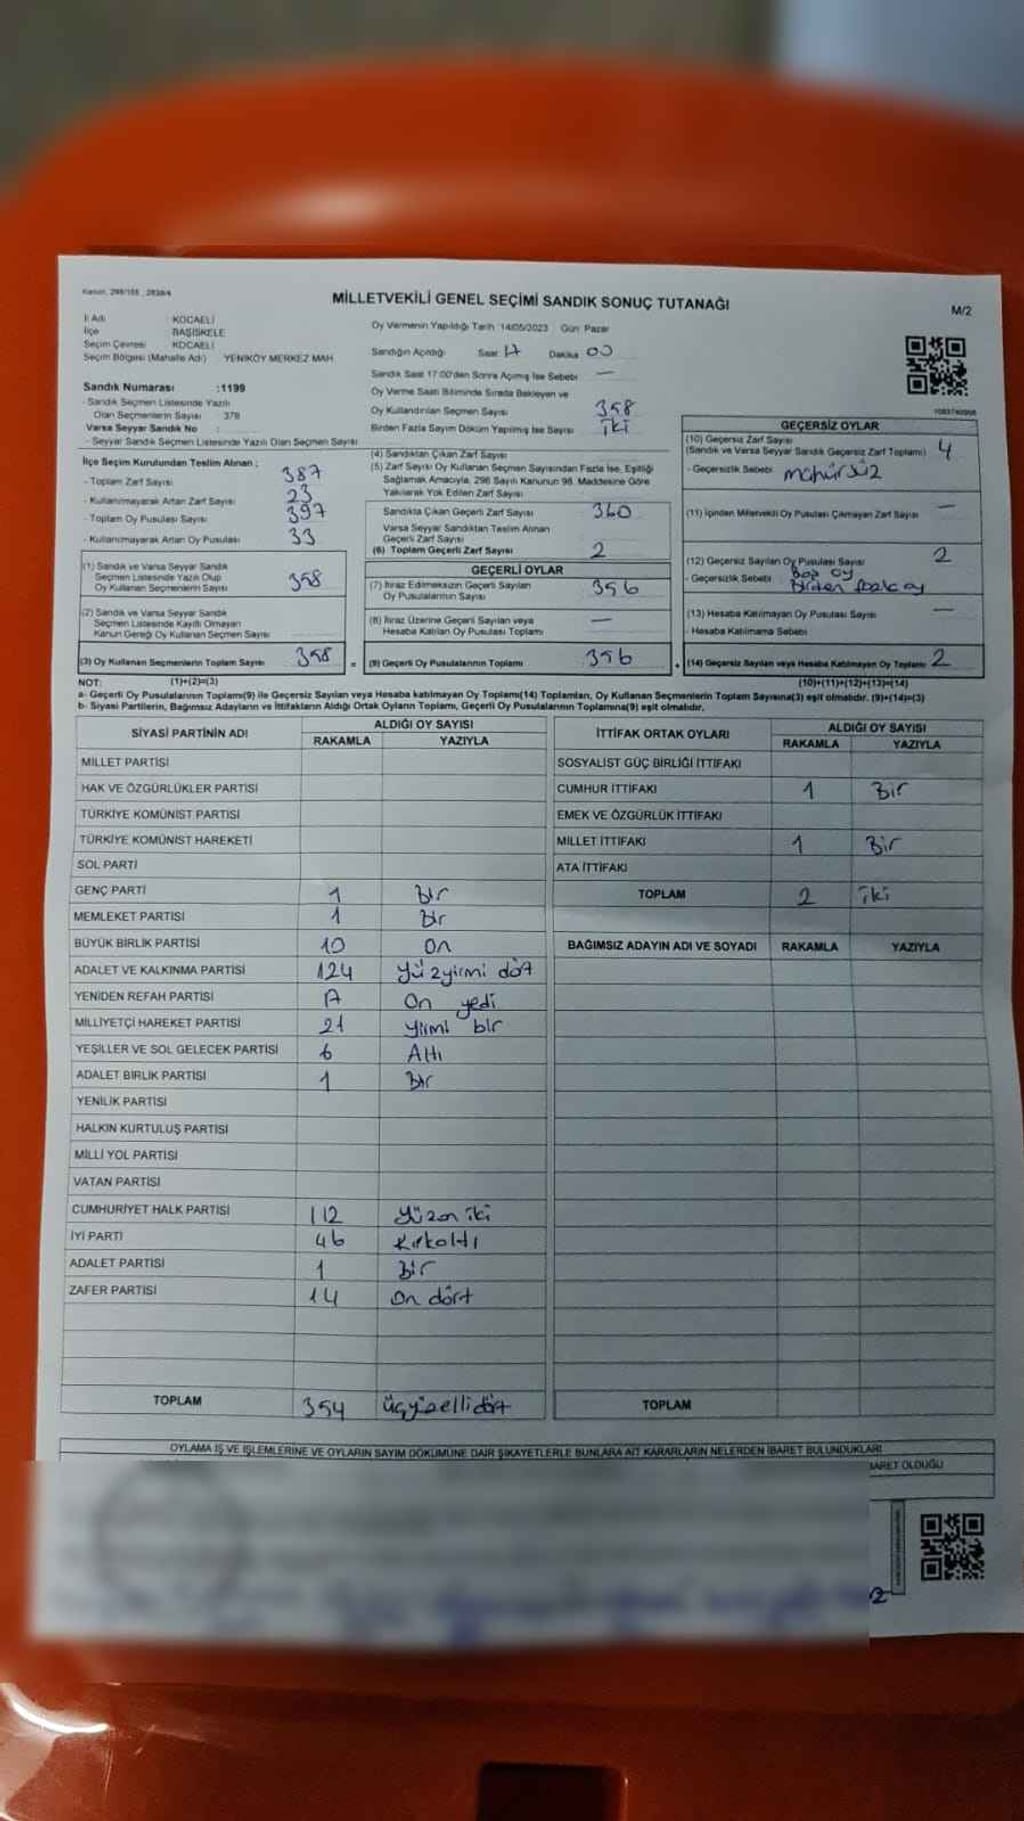 MİLLETVEKİLİ GENEL SEÇİMİ SANDIK SONUÇ TUTANAĞI
M/2
İl Adı : KOCAELİ
İlçe : BAŞİSKELE
Seçim Çevresi : KOCAELİ
Seçim Bölgesi (Mahalle Adı) : YENİKÖY MERKEZ MAH.
Sandık Numarası :1199
- Sandık Seçmen Listesinde Yazılı
Olan Seçmenlerin Sayısı : 378
Varsa Seyyar Sandık No :
- Seyyar Sandık Seçmen Listesinde Yazılı Olan Seçmen Sayısı
İlçe Seçim Kurulundan Teslim Alınan ;
- Toplam Zarf Sayısı 387
- Kullanılmayarak Artan Zarf Sayısı 23
- Toplam Oy Pusulası Sayısı 397
- Kullanılmayarak Artan Oy Pusulası 33
(1) Sandık ve Varsa Seyyar Sandık
Seçmen Listesinde Yazılı Olup
Oy Kullanan Seçmenlerin Sayısı 358
(2) Sandık ve Varsa Seyyar Sandık
Seçmen Listesinde Kayıtlı Olmayan
Kanun Gereği Oy Kullanan Seçmen Sayısı
(3) Oy Kullanan Seçmenlerin Toplam Sayısı 358 =
Oy Vermenin Yapıldığı Tarih :14/05/2023 Gün: Pazar
Sandığın Açıldığı Saat 17 Dakika 00
Sandık Saat 17:00'den Sonra Açılmış İse Sebebi —
Oy Verme Saati Bitiminde Sırada Bekleyen ve
Oy Kullandırılan Seçmen Sayısı 358
Birden Fazla Sayım Döküm Yapılmış İse Sayısı iki
(4) Sandıktan Çıkan Zarf Sayısı
(5) Zarf Sayısı Oy Kullanan Seçmen Sayısından Fazla İse, Eşitliği
Sağlamak Amacıyla, 298 Sayılı Kanunun 98. Maddesine Göre
Yakılarak Yok Edilen Zarf Sayısı
Sandıkta Çıkan Geçerli Zarf Sayısı 360
Varsa Seyyar Sandıktan Teslim Alınan
Geçerli Zarf Sayısı
(6) Toplam Geçerli Zarf Sayısı 2
GEÇERLİ OYLAR
(7) İtiraz Edilmeksizin Geçerli Sayılan
Oy Pusulalarının Sayısı 356
(8) İtiraz Üzerine Geçerli Sayılan veya
Hesaba Katılan Oy Pusulası Toplamı —
(9) Geçerli Oy Pusulalarının Toplamı 356 +
GEÇERSİZ OYLAR
(10) Geçersiz Zarf Sayısı
(Sandık ve Varsa Seyyar Sandık Geçersiz Zarf Toplamı) 4
- Geçersizlik Sebebi mühürsüz
(11) İçinden Milletvekili Oy Pusulası Çıkmayan Zarf Sayısı —
(12) Geçersiz Sayılan Oy Pusulası Sayısı 2
- Geçersizlik Sebebi Boş oy
Birden fazla oy
(13) Hesaba Katılmayan Oy Pusulası Sayısı —
- Hesaba Katılmama Sebebi
(14) Geçersiz Sayılan veya Hesaba Katılmayan Oy Toplamı 2
NOT: (1)+(2)=(3) (10)+(11)+(12)+(13)=(14)
a- Geçerli Oy Pusulalarının Toplamı(9) ile Geçersiz Sayılan veya Hesaba katılmayan Oy Toplamı(14) Toplamları, Oy Kullanan Seçmenlerin Toplam Sayısına(3) eşit olmalıdır. (9)+(14)=(3)
b- Siyasi Partilerin, Bağımsız Adayların ve İttifakların Aldığı Ortak Oyların Toplamı, Geçerli Oy Pusulalarının Toplamına(9) eşit olmalıdır.
SİYASİ PARTİNİN ADI ALDIĞI OY SAYISI
RAKAMLA YAZIYLA
MİLLET PARTİSİ
HAK VE ÖZGÜRLÜKLER PARTİSİ
TÜRKİYE KOMÜNİST PARTİSİ
TÜRKİYE KOMÜNİST HAREKETİ
SOL PARTİ
GENÇ PARTİ 1 bir
MEMLEKET PARTİSİ 1 bir
BÜYÜK BİRLİK PARTİSİ 10 On
ADALET VE KALKINMA PARTİSİ 124 Yüzyirmi dört
YENİDEN REFAH PARTİSİ 17 On yedi
MİLLİYETÇİ HAREKET PARTİSİ 21 yiimi bir
YEŞİLLER VE SOL GELECEK PARTİSİ 6 Altı
ADALET BİRLİK PARTİSİ 1 Bir
YENİLİK PARTİSİ
HALKIN KURTULUŞ PARTİSİ
MİLLİ YOL PARTİSİ
VATAN PARTİSİ
CUMHURİYET HALK PARTİSİ 112 Yüzon iki
İYİ PARTİ 46 Kırkaltı
ADALET PARTİSİ 1 Bir
ZAFER PARTİSİ 14 On dört
TOPLAM 354 üçyüzellidört
İTTİFAK ORTAK OYLARI ALDIĞI OY SAYISI
RAKAMLA YAZIYLA
SOSYALİST GÜÇ BİRLİĞİ İTTİFAKI
CUMHUR İTTİFAKI 1 Bir
EMEK VE ÖZGÜRLÜK İTTİFAKI
MİLLET İTTİFAKI 1 Bir
ATA İTTİFAKI
TOPLAM 2 iki
BAĞIMSIZ ADAYIN ADI VE SOYADI RAKAMLA YAZIYLA
TOPLAM
OYLAMA İŞ VE İŞLEMLERİNE VE OYLARIN SAYIM DÖKÜMÜNE DAİR ŞİKAYETLERLE BUNLARA AİT KARARLARIN NELERDEN İBARET BULUNDUKLARI
BARET OLDUĞU